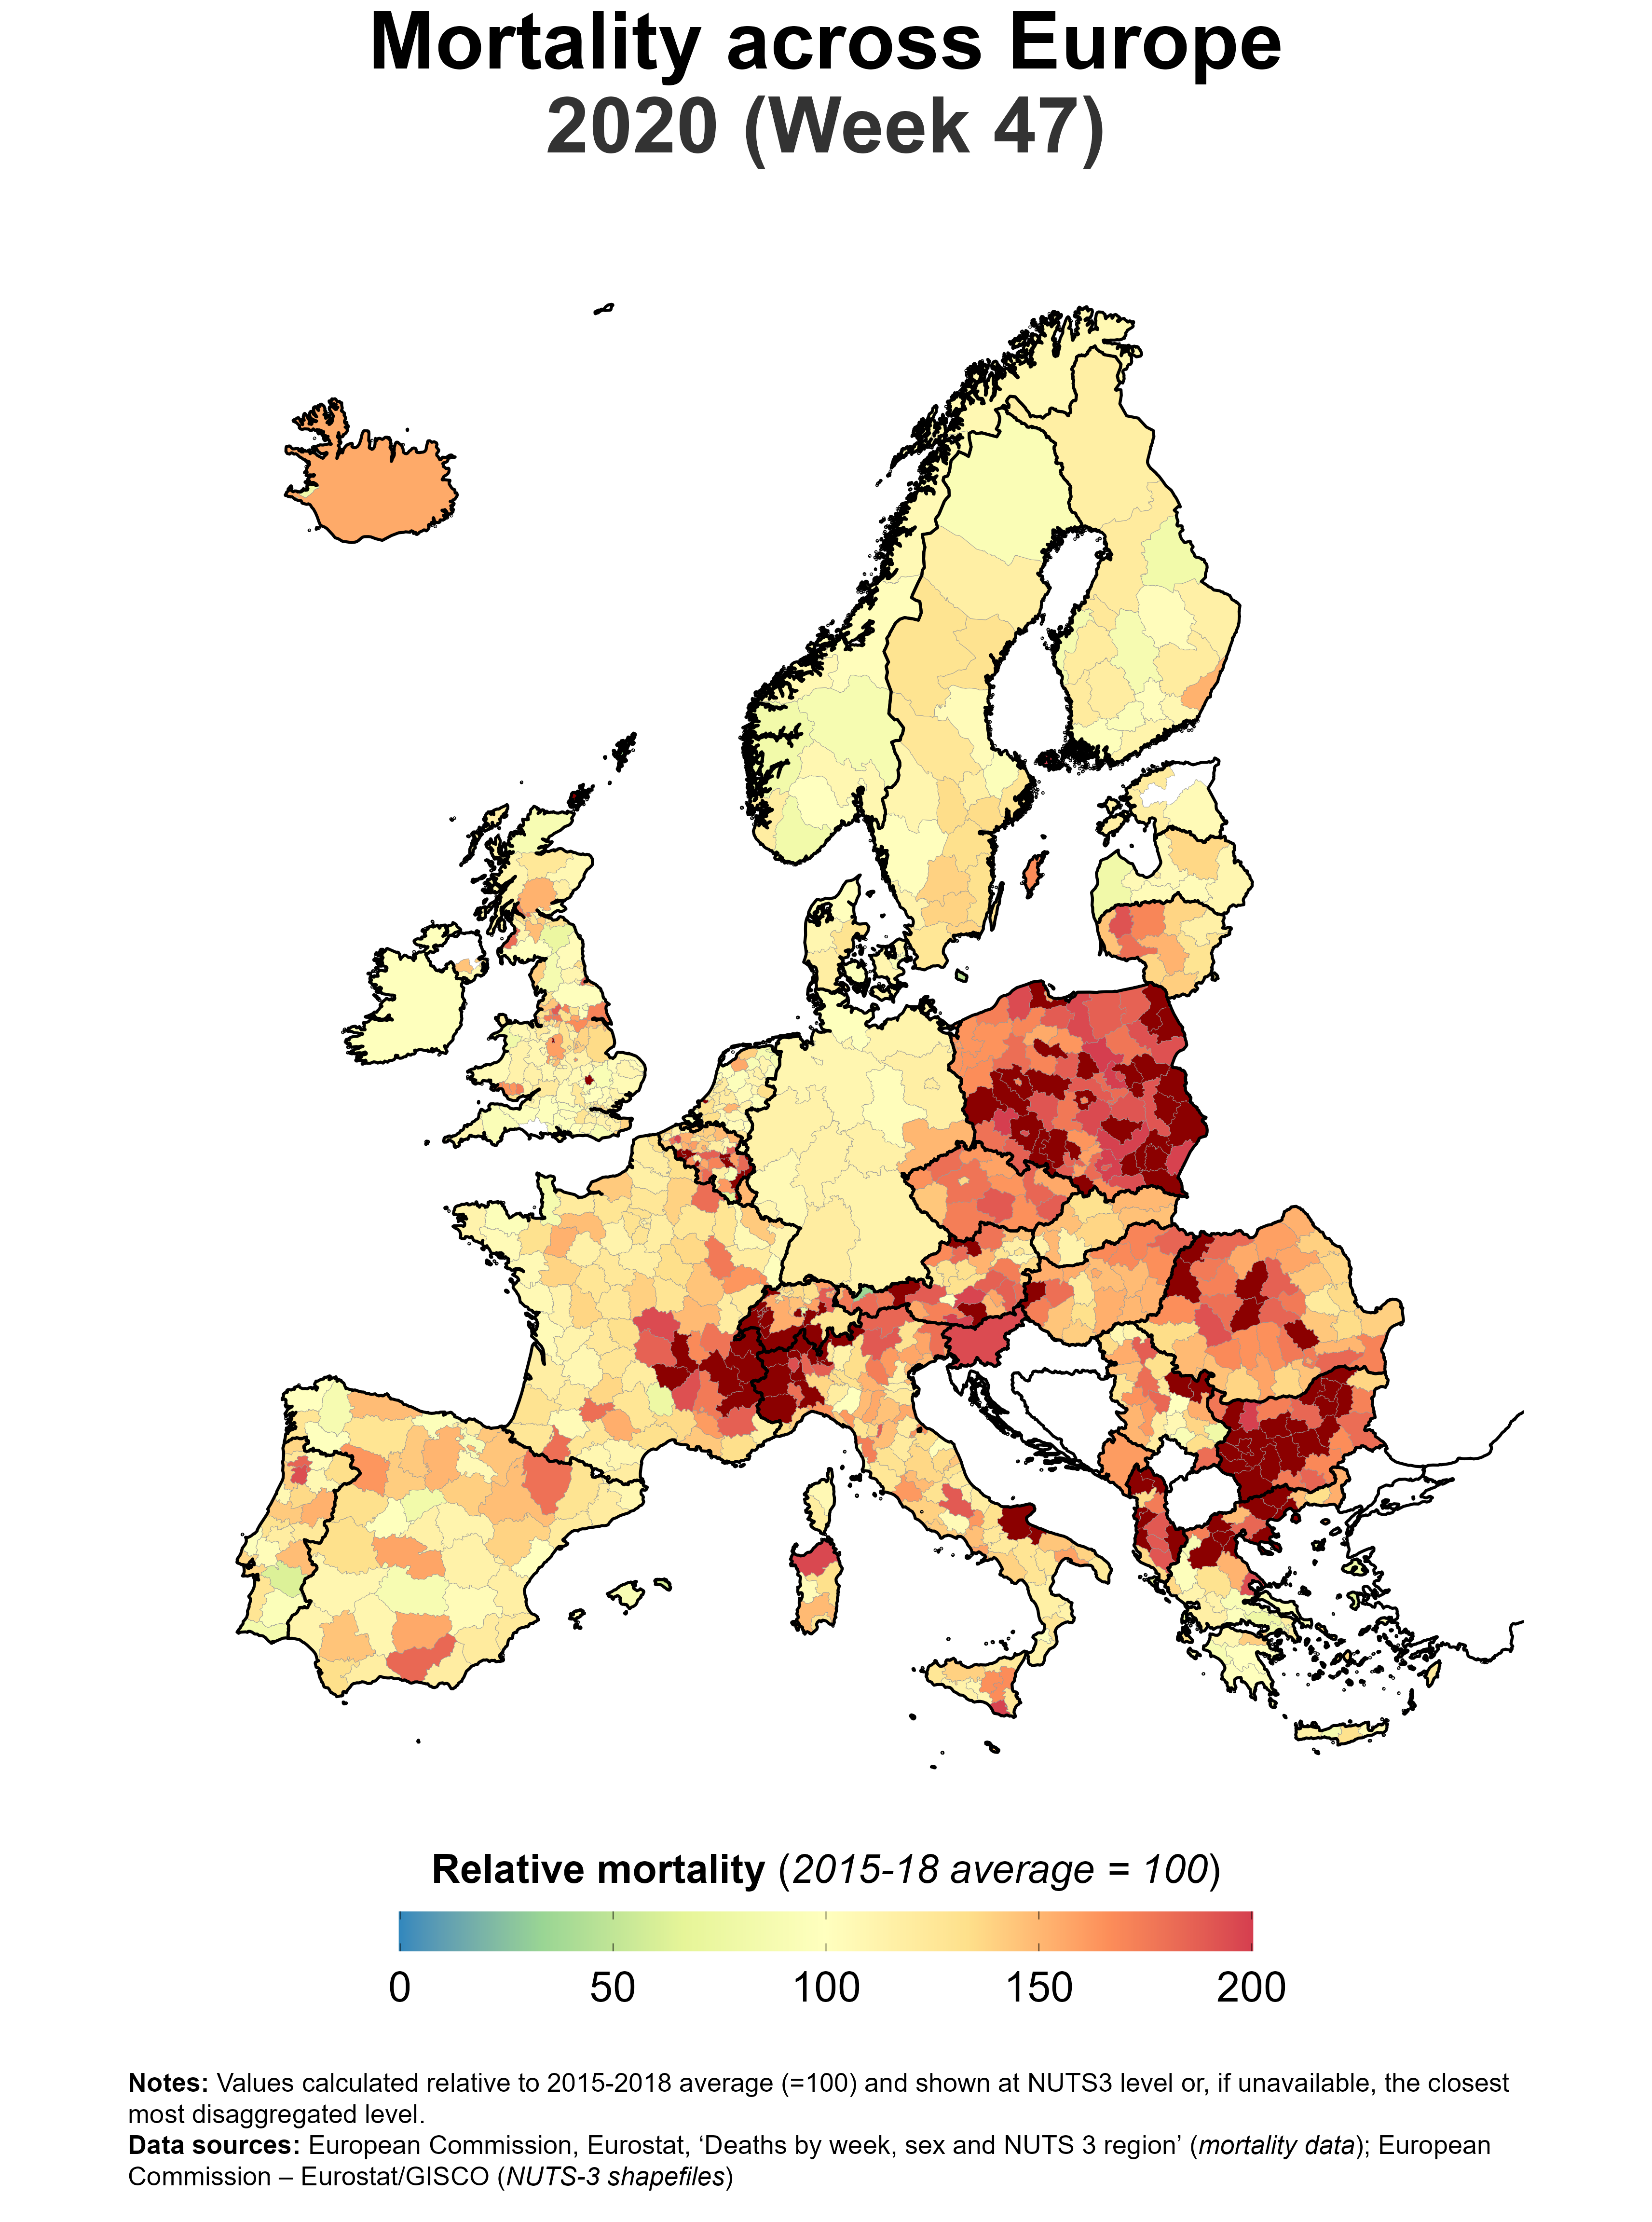 Mortality across Europe
2020 (Week 47)
Relative mortality (2015-18 average = 100)
0 50 100 150 200
Notes: Values calculated relative to 2015-2018 average (=100) and shown at NUTS3 level or, if unavailable, the closest
most disaggregated level.
Data sources: European Commission, Eurostat, ‘Deaths by week, sex and NUTS 3 region’ (mortality data); European
Commission – Eurostat/GISCO (NUTS-3 shapefiles)